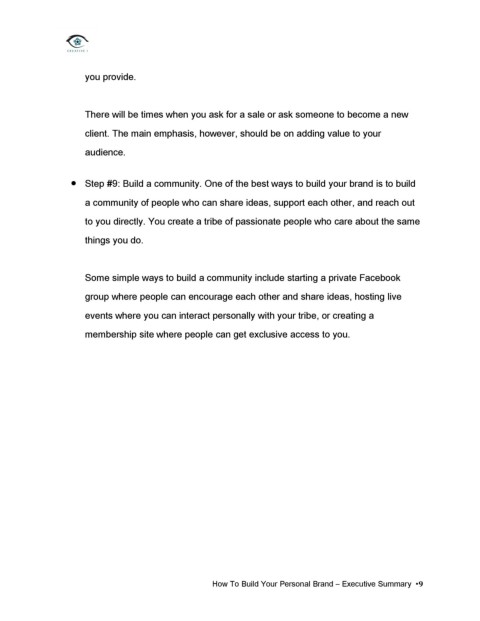 you provide.
There will be times when you ask for a sale or ask someone to become a new
client. The main emphasis, however, should be on adding value to your
audience.
• Step #9: Build a community. One of the best ways to build your brand is to build
a community of people who can share ideas, support each other, and reach out
to you directly. You create a tribe of passionate people who care about the same
things you do.
Some simple ways to build a community include starting a private Facebook
group where people can encourage each other and share ideas, hosting live
events where you can interact personally with your tribe, or creating a
membership site where people can get exclusive access to you.
How To Build Your Personal Brand – Executive Summary •9